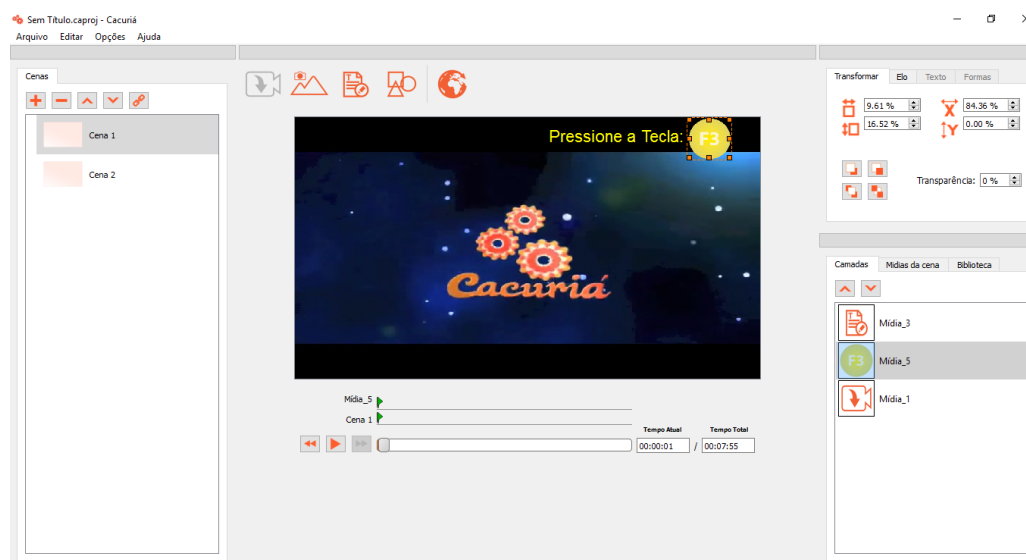 Sem Título.caproj - Cacuriá
Arquivo Editar Opções Ajuda
Cenas
Cena 1
Cena 2
Pressione a Tecla: F3
Cacuriá
Mídia_5
Cena 1
Tempo Atual Tempo Total
00:00:01 / 00:07:55
Transformar Elo Texto Formas
9.61 % 84.36 %
16.52 % 0.00 %
Transparência: 0 %
Camadas Mídias da cena Biblioteca
Mídia_3
F3 Mídia_5
Mídia_1